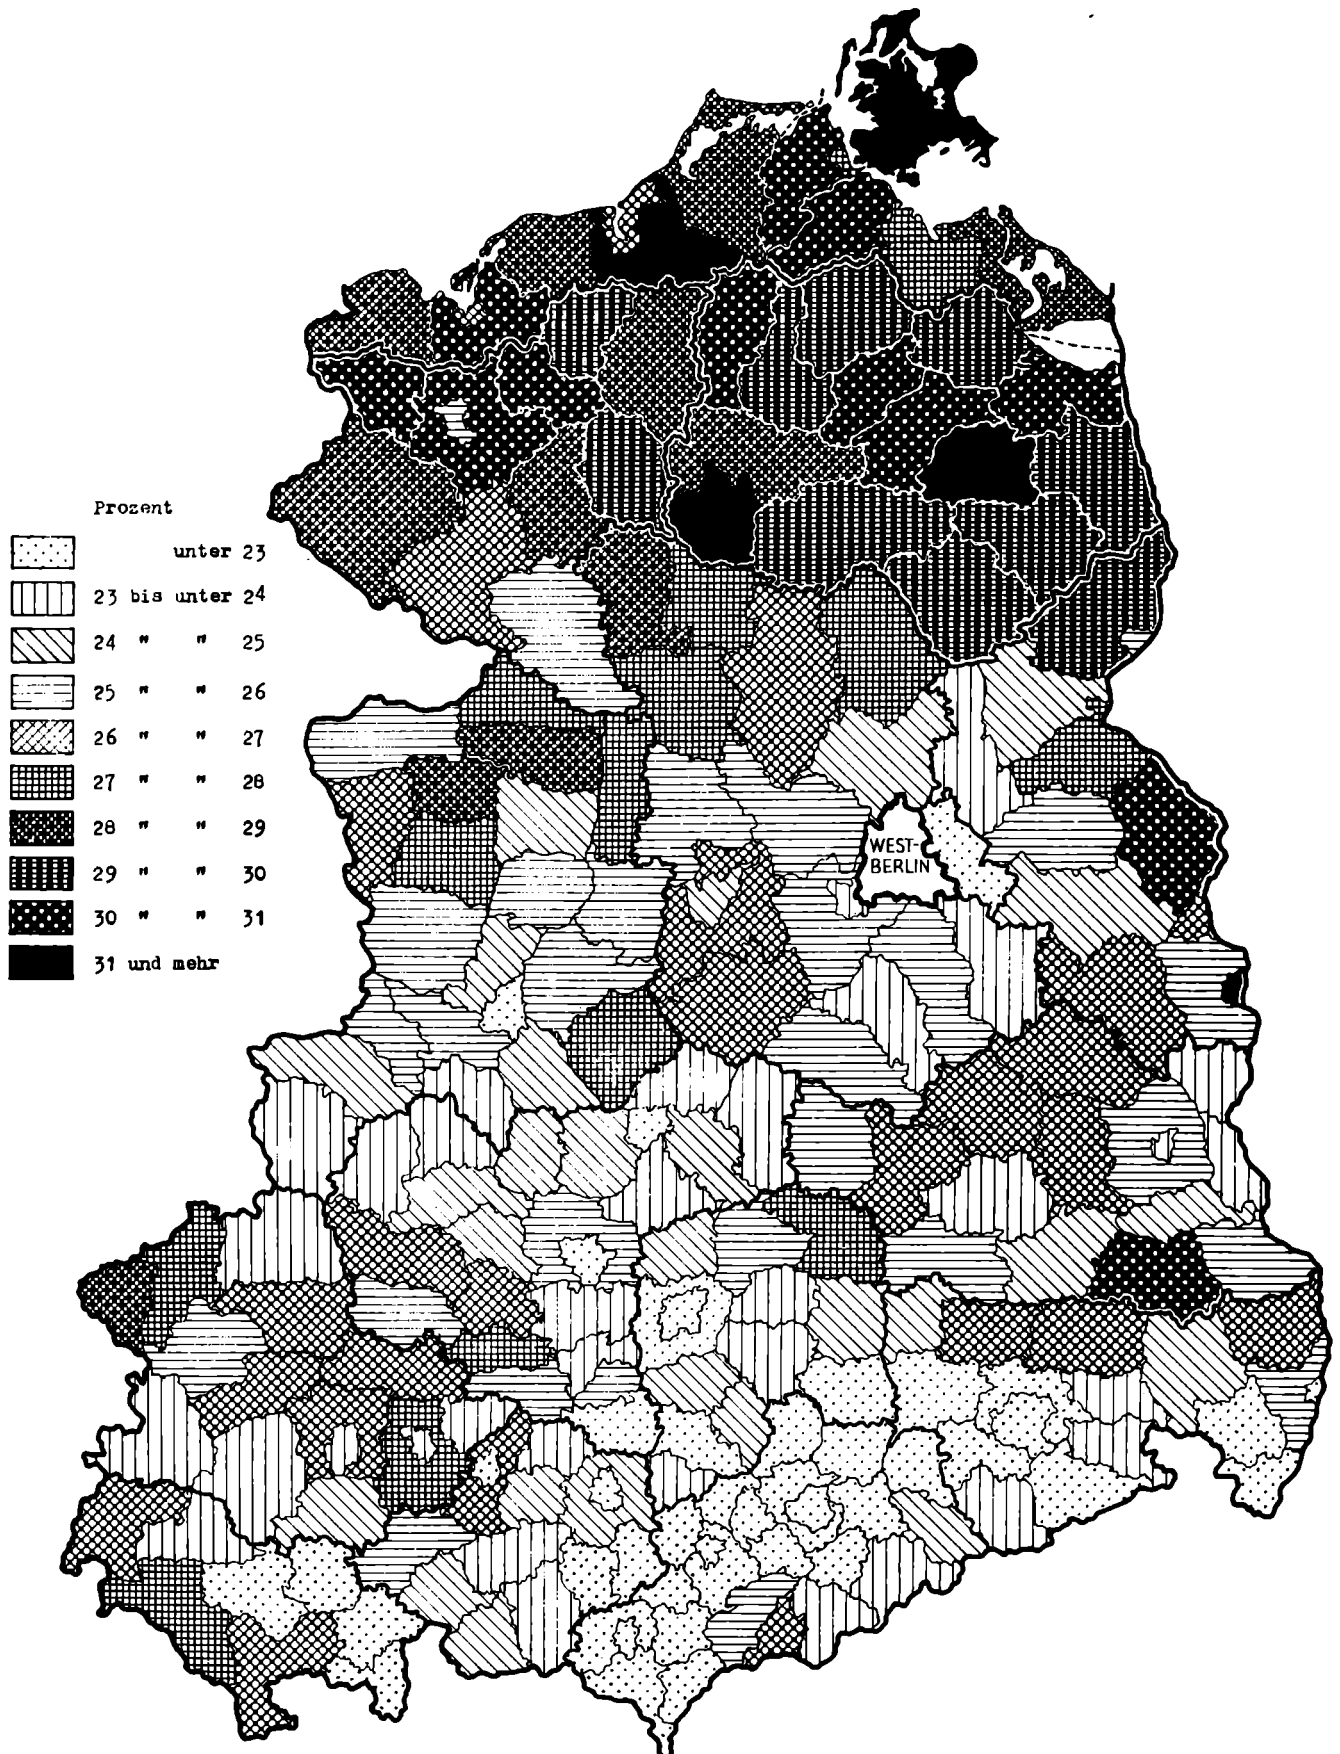 Prozent
unter 23
23 bis unter 24
24 " " 25
25 " " 26
26 " " 27
27 " " 28
28 " " 29
29 " " 30
30 " " 31
31 und mehr
WEST-
BERLIN